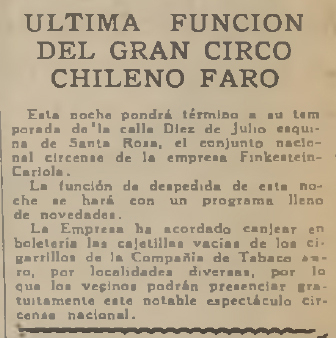 ULTIMA FUNCION
DEL GRAN CIRCO
CHILENO FARO
Esta noche pondrá término a su tem
porada de la calla Diez de Julio esqui
na de Santa Rosa, el conjunto nacio
nal circense de la empresa Finkestein-
Cariola.
La función de despedida de esta no-
che se hará con un programa lleno
de novedades.
La Empresa ha acordado canjear en
boletería las cajetillas vacías de los ci-
garrillos de la Compañía de Tabaco
ro, por localidades diversas, por lo
que los veginos podrán presenciar gra-
tuitamente este notable espectáculo cir-
cense nacional.